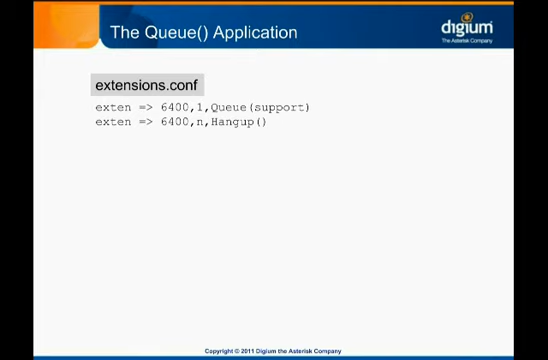 The Queue() Application
digium
The Asterisk Company
extensions.conf
exten => 6400,1,Queue(support)
exten => 6400,n,Hangup()
Copyright © 2011 Digium the Asterisk Company